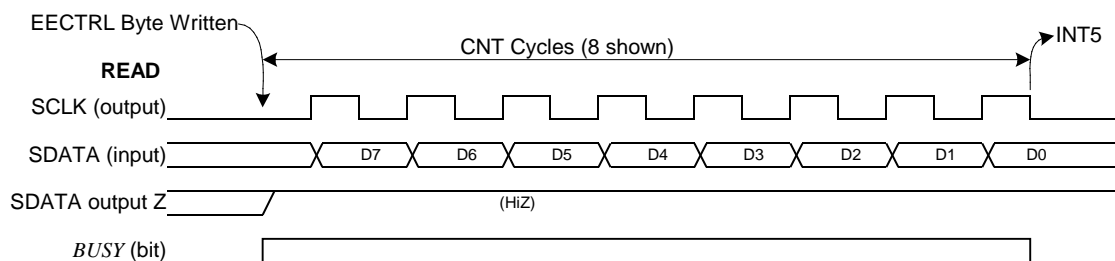 EECTRL Byte Written
CNT Cycles (8 shown)
INT5
READ
SCLK (output)
SDATA (input)
D7 D6 D5 D4 D3 D2 D1 D0
SDATA output Z
(HiZ)
BUSY (bit)